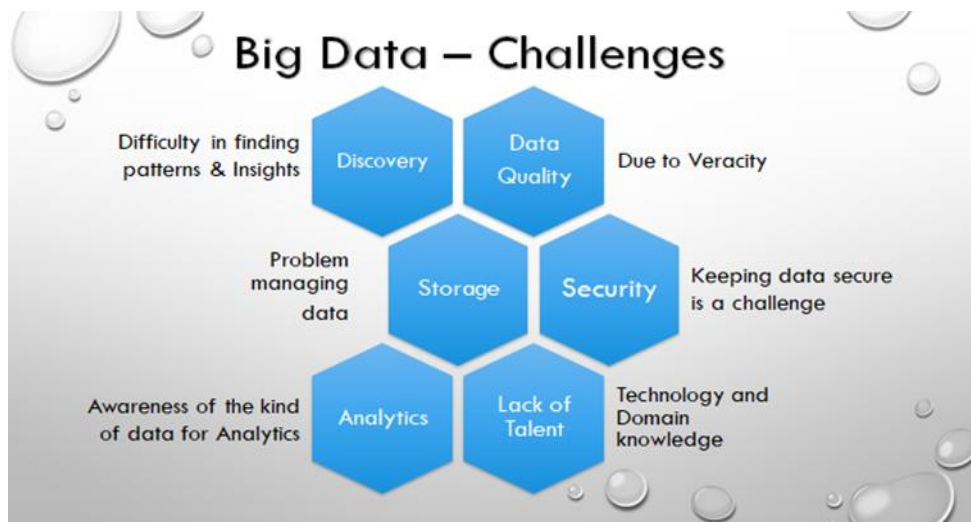 Big Data – Challenges
Difficulty in finding
patterns & Insights
Discovery
Data
Quality
Due to Veracity
Problem
managing
data
Storage
Security
Keeping data secure
is a challenge
Awareness of the kind
of data for Analytics
Analytics
Lack of
Talent
Technology and
Domain
knowledge